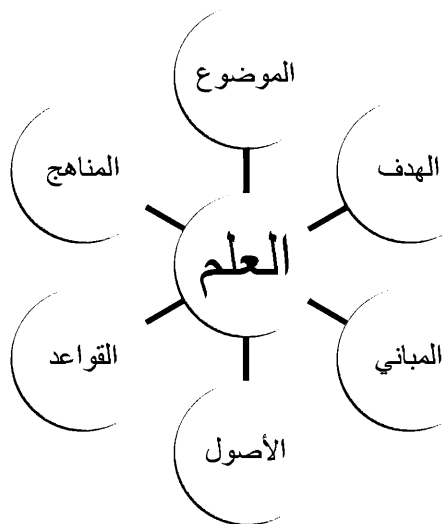 الموضوع
الهدف
المناهج
العلم
المباني
القواعد
الأصول